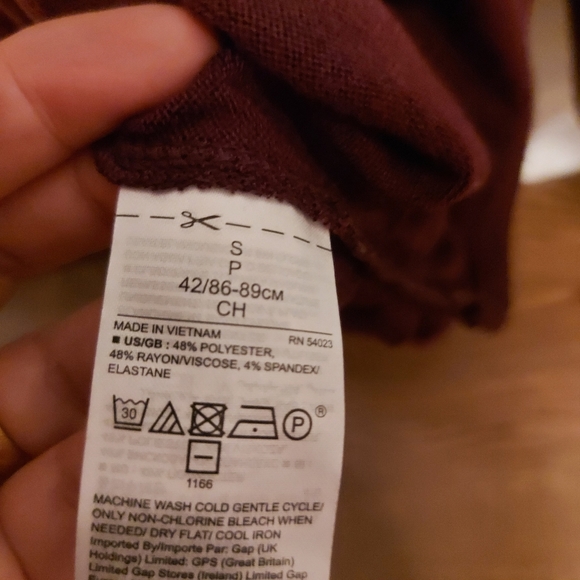 S
P
42/86-89CM
CH
MADE IN VIETNAM RN 54023
■ US/GB : 48% POLYESTER,
48% RAYON/VISCOSE, 4% SPANDEX/
ELASTANE
30 P ®
1166
MACHINE WASH COLD GENTLE CYCLE/
ONLY NON-CHLORINE BLEACH WHEN
NEEDED/ DRY FLAT/ COOL IRON
Imported By/Importe Par: Gap (UK
Holdings) Limited: GPS (Great Britain)
Limited Gap Stores (Ireland) Limited Gap